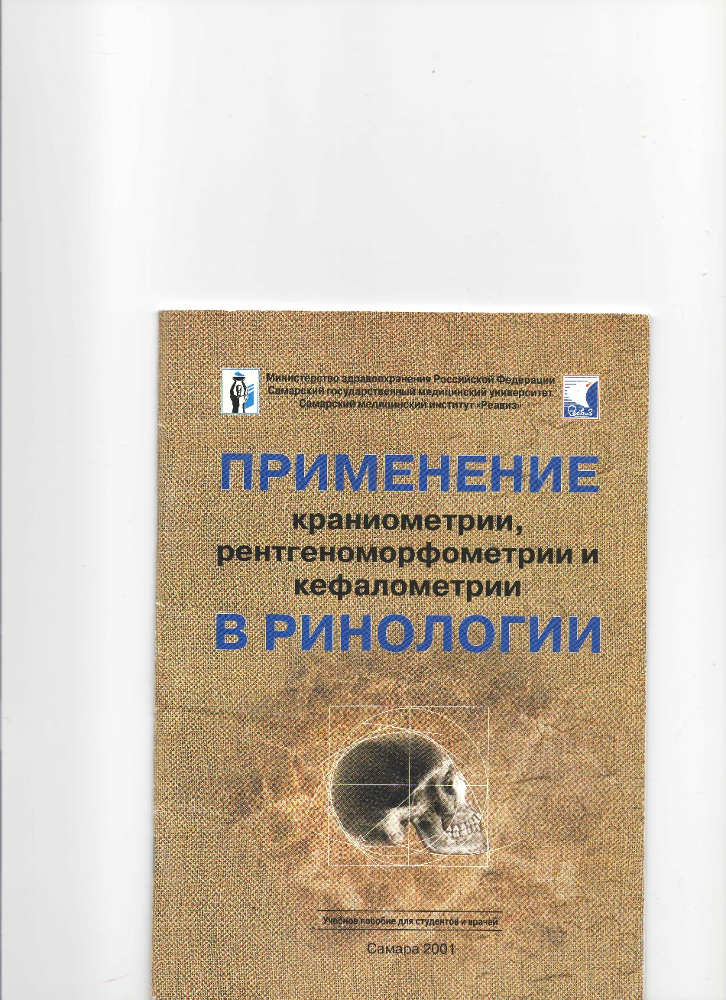 Министерство здравоохранения Российской Федерации
Самарский государственный медицинский университет
Самарский медицинский институт «Реавиз»
Реавиз
ПРИМЕНЕНИЕ
краниометрии,
рентгеноморфометрии и
кефалометрии
В РИНОЛОГИИ
Учебное пособие для студентов и врачей
Самара 2001